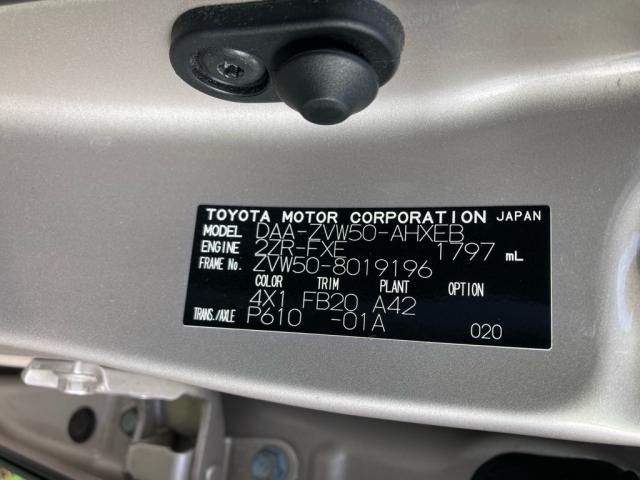 TOYOTA MOTOR CORPORATION JAPAN
MODEL DAA-ZVW50-AHXEB
ENGINE 2ZR-FXE 1797 mL
FRAME No. ZVW50-8019196
COLOR TRIM PLANT OPTION
4X1 FB20 A42
TRANS./AXLE P610 -01A
020